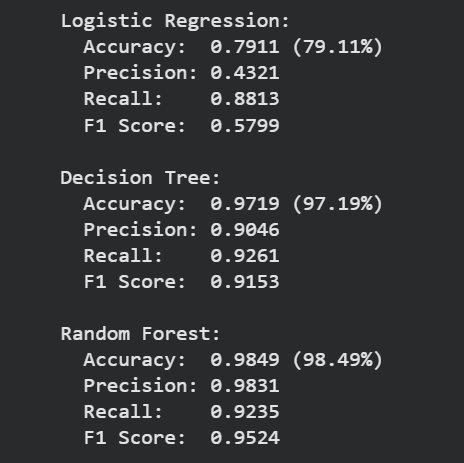 Logistic Regression:
Accuracy: 0.7911 (79.11%)
Precision: 0.4321
Recall: 0.8813
F1 Score: 0.5799
Decision Tree:
Accuracy: 0.9719 (97.19%)
Precision: 0.9046
Recall: 0.9261
F1 Score: 0.9153
Random Forest:
Accuracy: 0.9849 (98.49%)
Precision: 0.9831
Recall: 0.9235
F1 Score: 0.9524